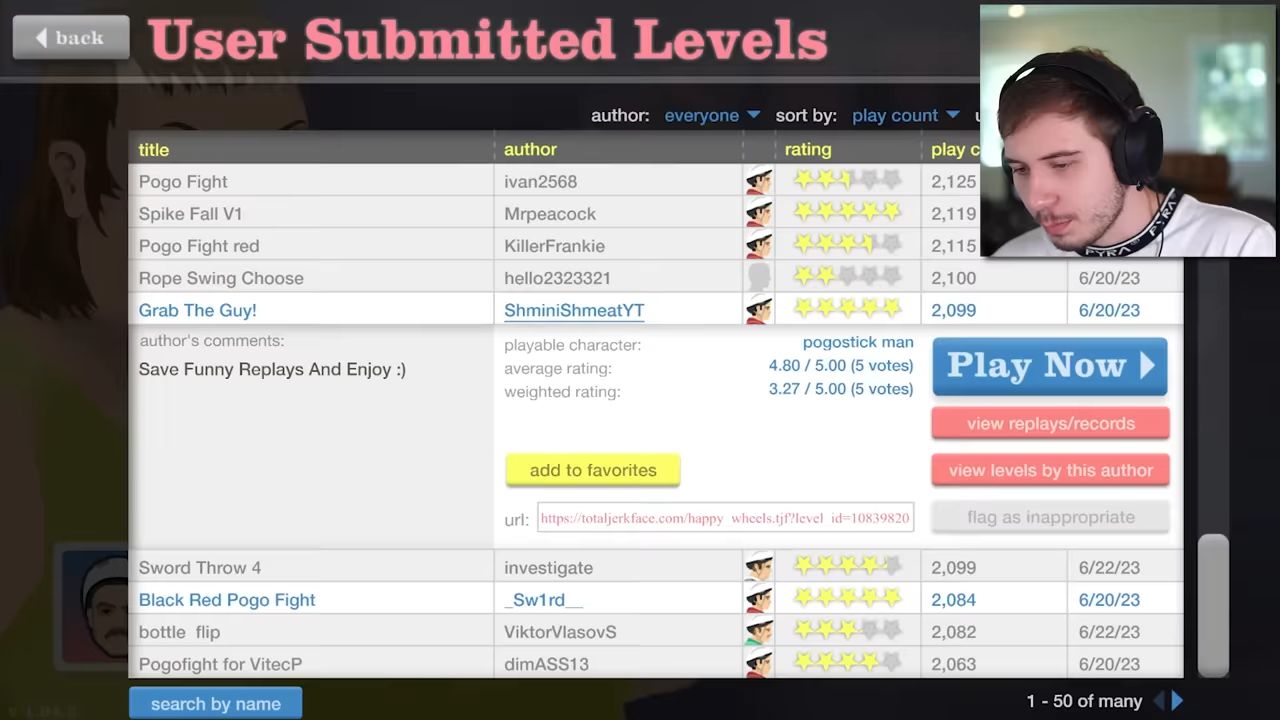 back
User Submitted Levels
author: everyone sort by: play count
title author rating play c
Pogo Fight ivan2568 2,125
Spike Fall V1 Mrpeacock 2,119
Pogo Fight red KillerFrankie 2,115
Rope Swing Choose hello2323321 2,100 6/20/23
Grab The Guy! ShminiShmeatYT 2,099 6/20/23
author's comments:
Save Funny Replays And Enjoy :)
playable character: pogostick man
average rating: 4.80 / 5.00 (5 votes)
weighted rating: 3.27 / 5.00 (5 votes)
Play Now
view replays/records
add to favorites
view levels by this author
url: https://totaljerkface.com/happy_wheels.tjf?level_id=10839820
flag as inappropriate
Sword Throw 4 investigate 2,099 6/22/23
Black Red Pogo Fight _Sw1rd__ 2,084 6/20/23
bottle flip ViktorVlasovS 2,082 6/22/23
Pogofight for VitecP dimASS13 2,063 6/20/23
search by name
1 - 50 of many
PYRA